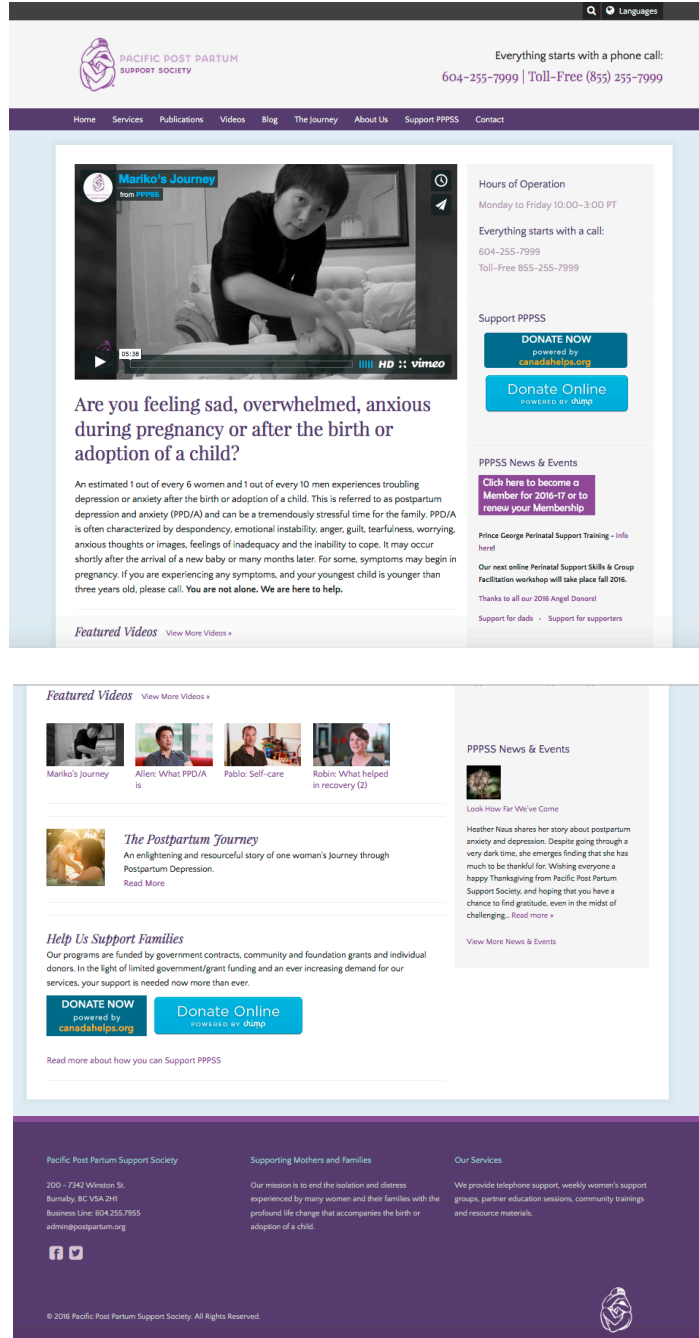 Languages
PACIFIC POST PARTUM
SUPPORT SOCIETY
Everything starts with a phone call:
604-255-7999 | Toll-Free (855) 255-7999
Home Services Publications Videos Blog The Journey About Us Support PPPSS Contact
Mariko's Journey
from PPPSS
05:38
HD :: vimeo
Are you feeling sad, overwhelmed, anxious
during pregnancy or after the birth or
adoption of a child?
An estimated 1 out of every 6 women and 1 out of every 10 men experiences troubling
depression or anxiety after the birth or adoption of a child. This is referred to as postpartum
depression and anxiety (PPD/A) and can be a tremendously stressful time for the family. PPD/A
is often characterized by despondency, emotional instability, anger, guilt, tearfulness, worrying,
anxious thoughts or images, feelings of inadequacy and the inability to cope. It may occur
shortly after the arrival of a new baby or many months later. For some, symptoms may begin in
pregnancy. If you are experiencing any symptoms, and your youngest child is younger than
three years old, please call. You are not alone. We are here to help.
Featured Videos View More Videos »
Hours of Operation
Monday to Friday 10:00–3:00 PT
Everything starts with a call:
604-255-7999
Toll-Free 855-255-7999
Support PPPSS
DONATE NOW
powered by
canadahelps.org
Donate Online
POWERED BY chimp
PPPSS News & Events
Click here to become a
Member for 2016-17 or to
renew your Membership
Prince George Perinatal Support Training - info
here!
Our next online Perinatal Support Skills & Group
Facilitation workshop will take place fall 2016.
Thanks to all our 2016 Angel Donors!
Support for dads - Support for supporters
Featured Videos View More Videos »
Mariko's Journey
Allen: What PPD/A
is
Pablo: Self-care
Robin: What helped
in recovery (2)
The Postpartum Journey
An enlightening and resourceful story of one woman's Journey through
Postpartum Depression.
Read More
Help Us Support Families
Our programs are funded by government contracts, community and foundation grants and individual
donors. In the light of limited government/grant funding and an ever increasing demand for our
services, your support is needed now more than ever.
DONATE NOW
powered by
canadahelps.org
Donate Online
POWERED BY chimp
Read more about how you can Support PPPSS
PPPSS News & Events
Look How Far We've Come
Heather Naus shares her story about postpartum
anxiety and depression. Despite going through a
very dark time, she emerges finding that she has
much to be thankful for. Wishing everyone a
happy Thanksgiving from Pacific Post Partum
Support Society, and hoping that you have a
chance to find gratitude, even in the midst of
challenging... Read more »
View More News & Events
Pacific Post Partum Support Society
200 – 7342 Winston St.
Burnaby, BC V5A 2H1
Business Line: 604.255.7955
admin@postpartum.org
Supporting Mothers and Families
Our mission is to end the isolation and distress
experienced by many women and their families with the
profound life change that accompanies the birth or
adoption of a child.
Our Services
We provide telephone support, weekly women's support
groups, partner education sessions, community trainings
and resource materials.
© 2016 Pacific Post Partum Support Society. All Rights Reserved.